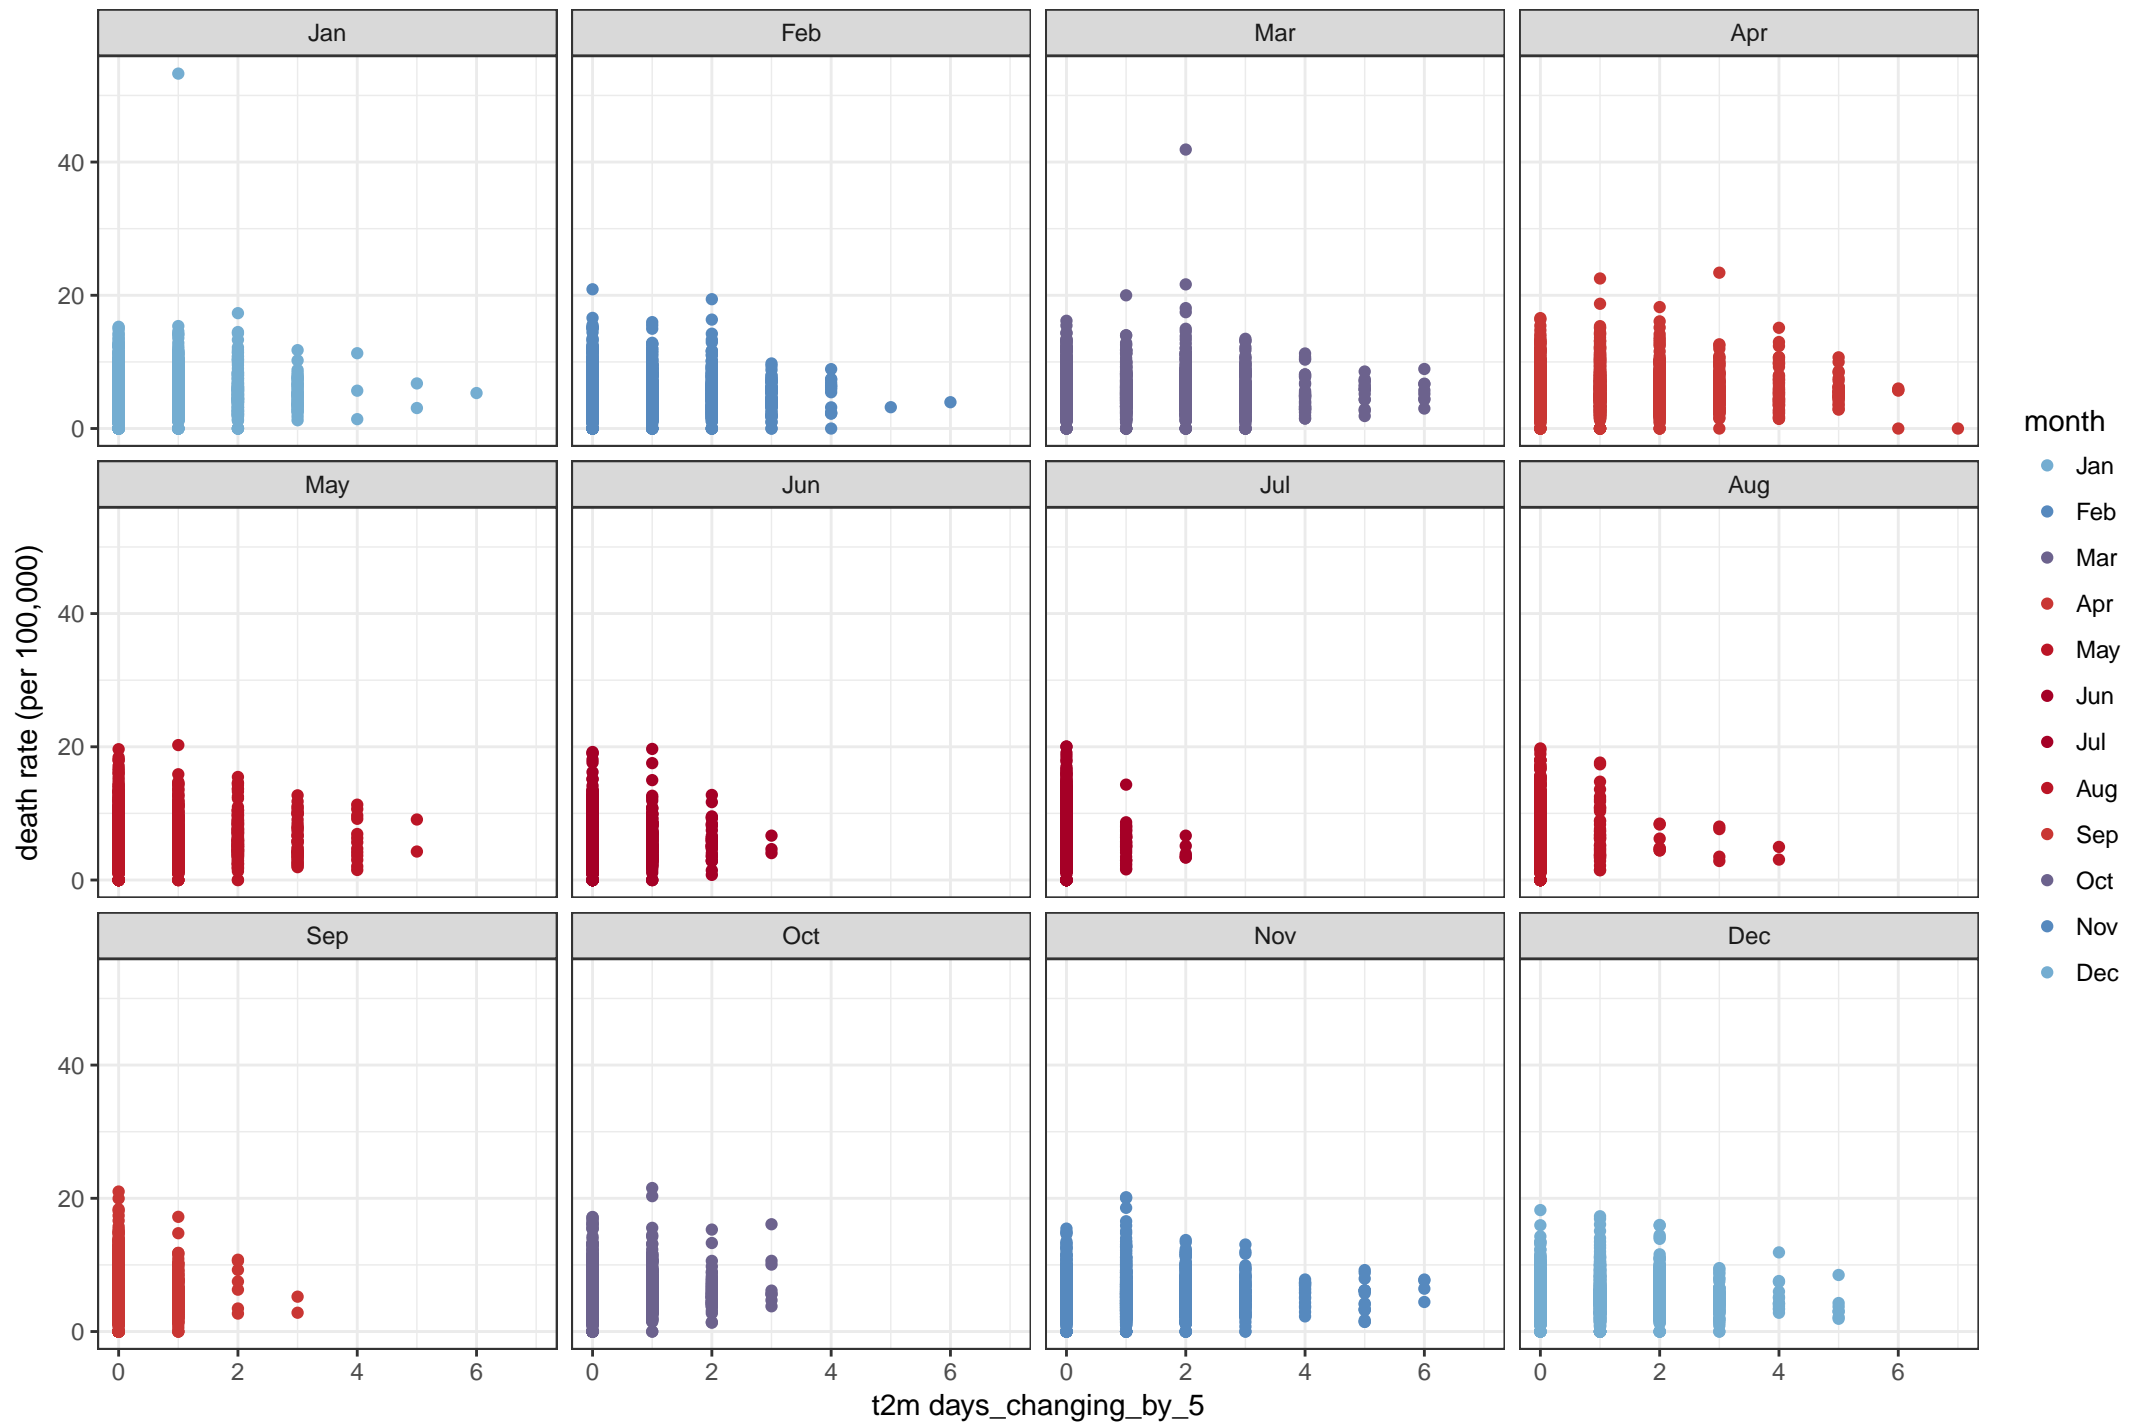 Jan Feb Mar Apr
40
20
0
May Jun Jul Aug
40
20
0
Sep Oct Nov Dec
40
20
0
0 2 4 6 0 2 4 6 0 2 4 6 0 2 4 6
t2m days_changing_by_5
death rate (per 100,000)
month
Jan
Feb
Mar
Apr
May
Jun
Jul
Aug
Sep
Oct
Nov
Dec